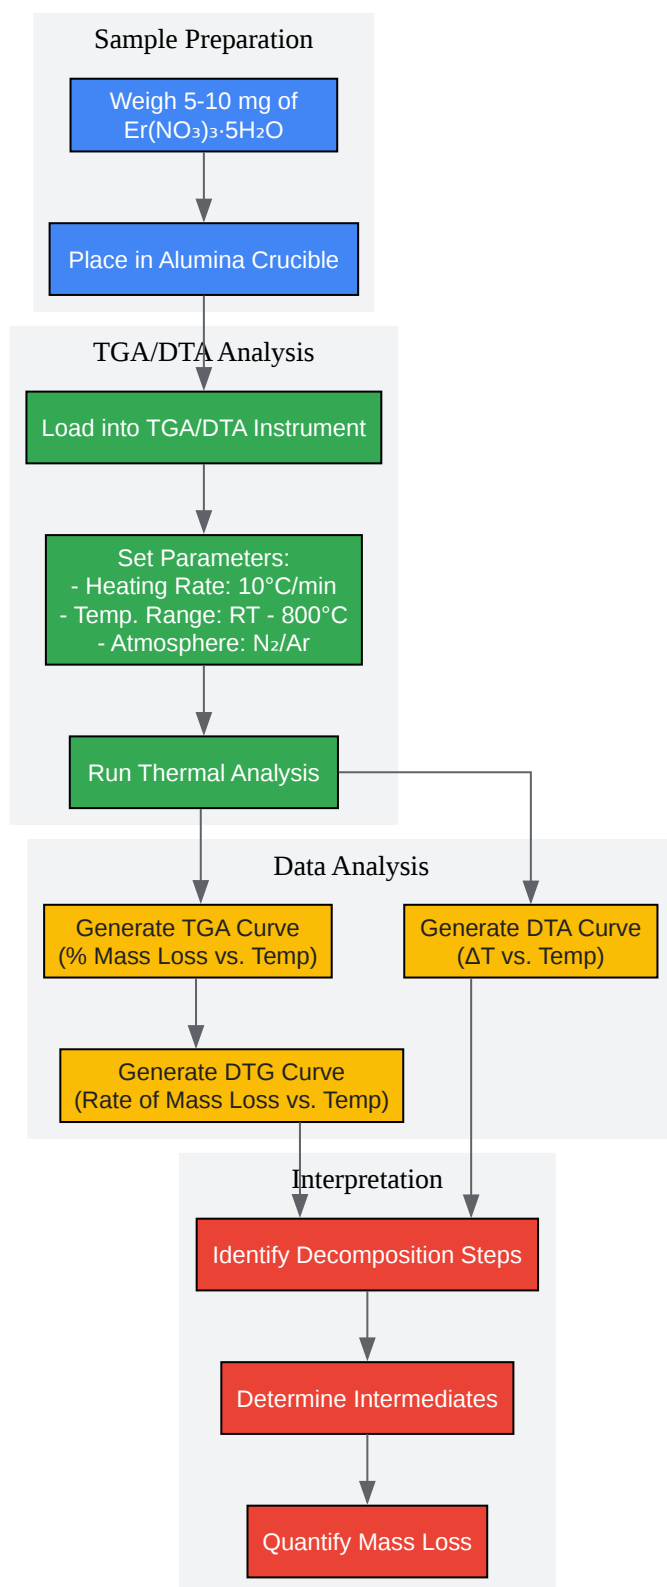 Sample Preparation
Weigh 5-10 mg of
Er(NO₃)₃·5H₂O
Place in Alumina Crucible
TGA/DTA Analysis
Load into TGA/DTA Instrument
Set Parameters:
- Heating Rate: 10°C/min
- Temp. Range: RT - 800°C
- Atmosphere: N₂/Ar
Run Thermal Analysis
Data Analysis
Generate TGA Curve
(% Mass Loss vs. Temp)
Generate DTA Curve
(ΔT vs. Temp)
Generate DTG Curve
(Rate of Mass Loss vs. Temp)
Interpretation
Identify Decomposition Steps
Determine Intermediates
Quantify Mass Loss